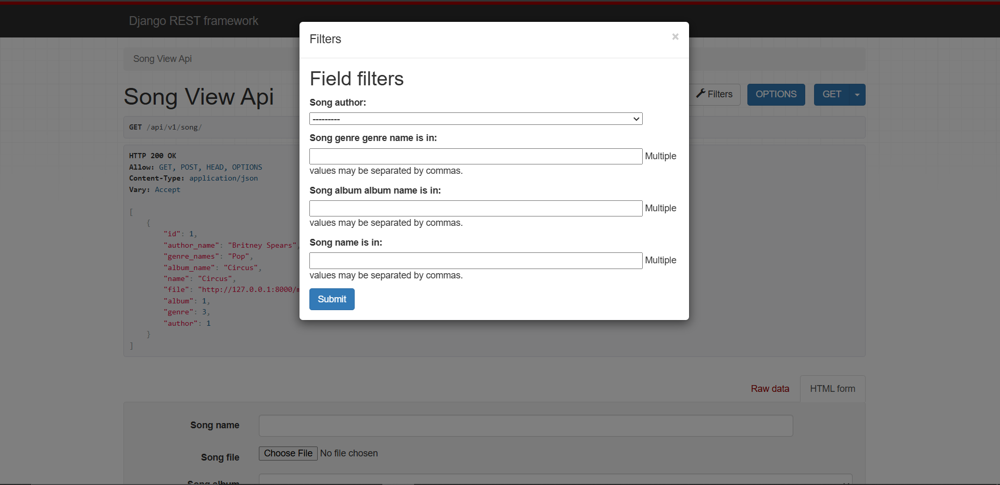 Django REST framework
Filters
×
Song View Api
Field filters
Song View Api
Filters
OPTIONS
GET
Song author:
---------
GET /api/v1/song/
Song genre genre name is in:
Multiple
values may be separated by commas.
HTTP 200 OK
Allow: GET, POST, HEAD, OPTIONS
Content-Type: application/json
Vary: Accept
Song album album name is in:
Multiple
values may be separated by commas.
Song name is in:
Multiple
values may be separated by commas.
Submit
[
{
"id": 1,
"author_name": "Britney Spears",
"genre_names": "Pop",
"album_name": "Circus",
"name": "Circus",
"file": "http://127.0.0.1:8000/
"album": 1,
"genre": 3,
"author": 1
}
]
Raw data
HTML form
Song name
Song file
Choose File No file chosen
Song album